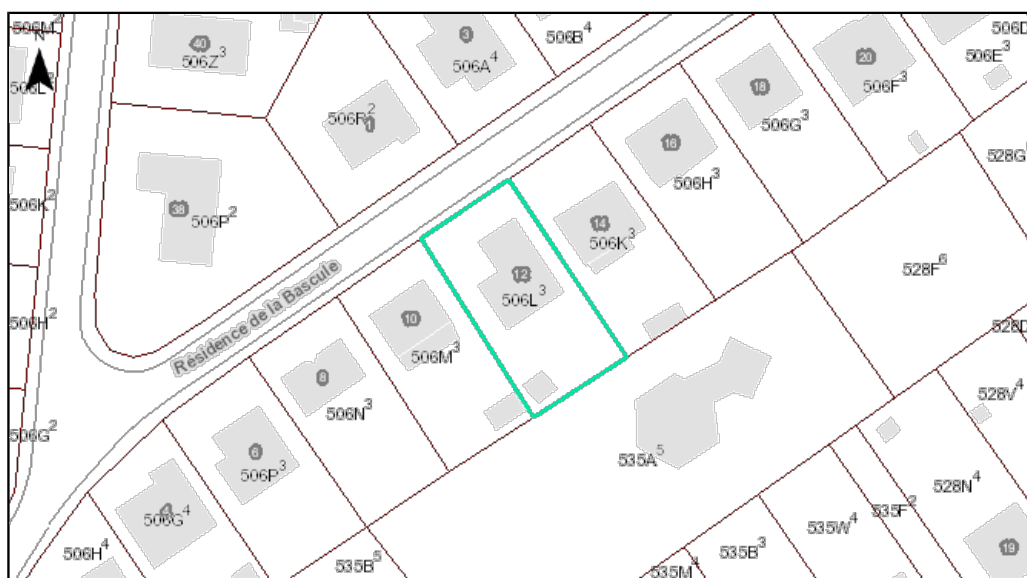 506M²
N
40
506Z³
3
506A⁴
506B⁴
506D
506E³
506L²
20
506F³
18
506G³
506R²
1
16
506H³
528G⁶
506K²
38
506P²
14
506K³
528F⁶
12
506L³
Résidence de la Bascule
10
506M³
506H²
528D
8
506N³
528V⁴
506G²
6
506P³
535A⁵
528N⁴
4
506G⁴
535F²
535W⁴
19
506H⁴
535B⁵
535B³
535M⁴